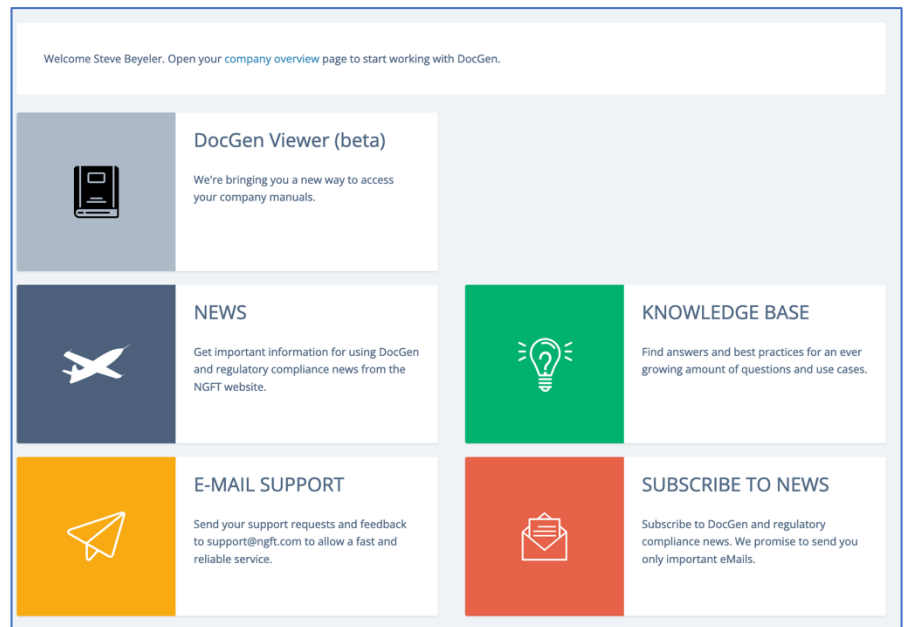 Welcome Steve Beyeler. Open your company overview page to start working with DocGen.
DocGen Viewer (beta)
We're bringing you a new way to access
your company manuals.
NEWS
Get important information for using DocGen
and regulatory compliance news from the
NGFT website.
KNOWLEDGE BASE
Find answers and best practices for an ever
growing amount of questions and use cases.
E-MAIL SUPPORT
Send your support requests and feedback
to support@ngft.com to allow a fast and
reliable service.
SUBSCRIBE TO NEWS
Subscribe to DocGen and regulatory
compliance news. We promise to send you
only important eMails.